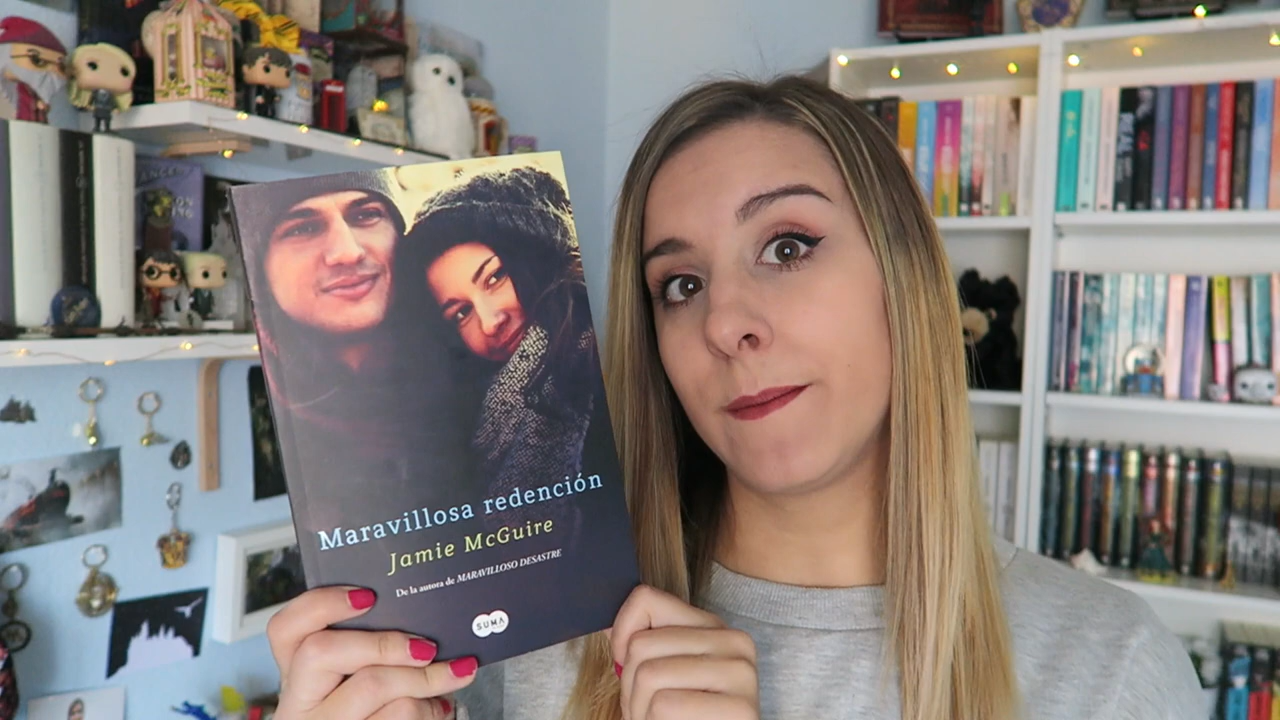 Maravillosa redención
Jamie McGuire
De la autora de MARAVILLOSO DESASTRE
SUMA